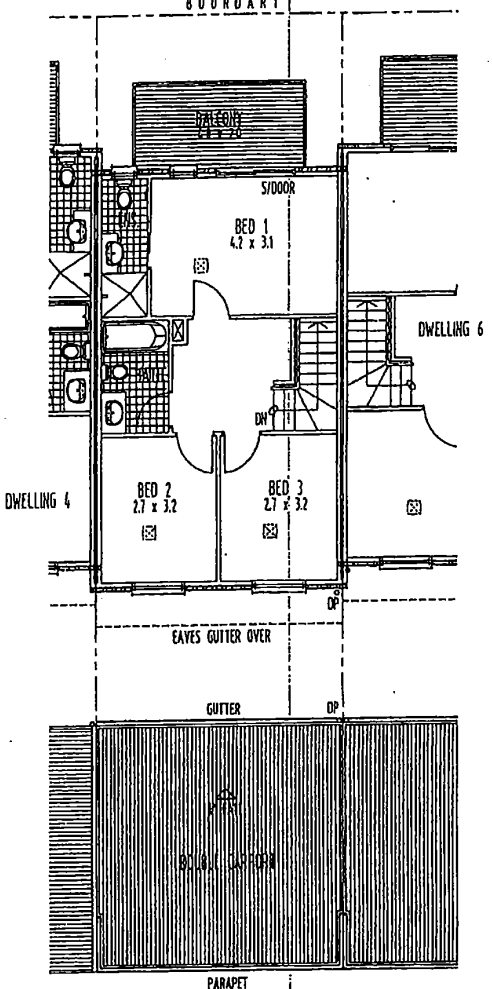 BOUNDARY
BALCONY
S/DOOR
ENS
BED 1
4.2 x 3.1
DWELLING 6
BATH
DN
BED 2
2.7 x 3.2
BED 3
2.7 x 3.2
DWELLING 4
DP
EAVES GUTTER OVER
GUTTER
DP
DOUBLE CARPORT
PARAPET